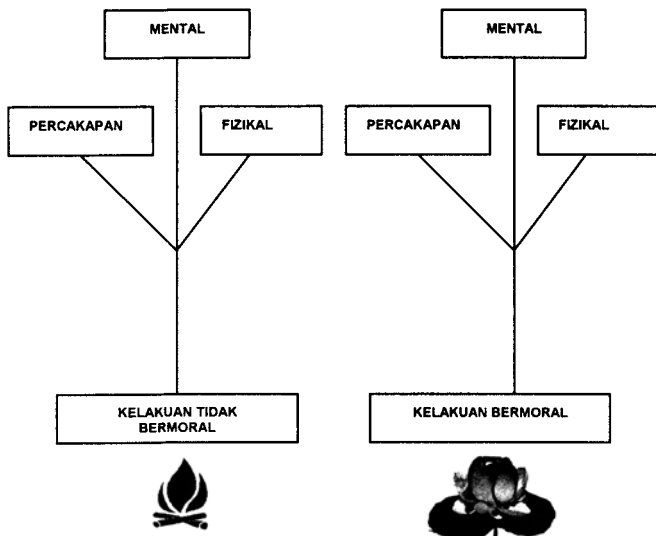 MENTAL
PERCAKAPAN
FIZIKAL
KELAKUAN TIDAK
BERMORAL
MENTAL
PERCAKAPAN
FIZIKAL
KELAKUAN BERMORAL